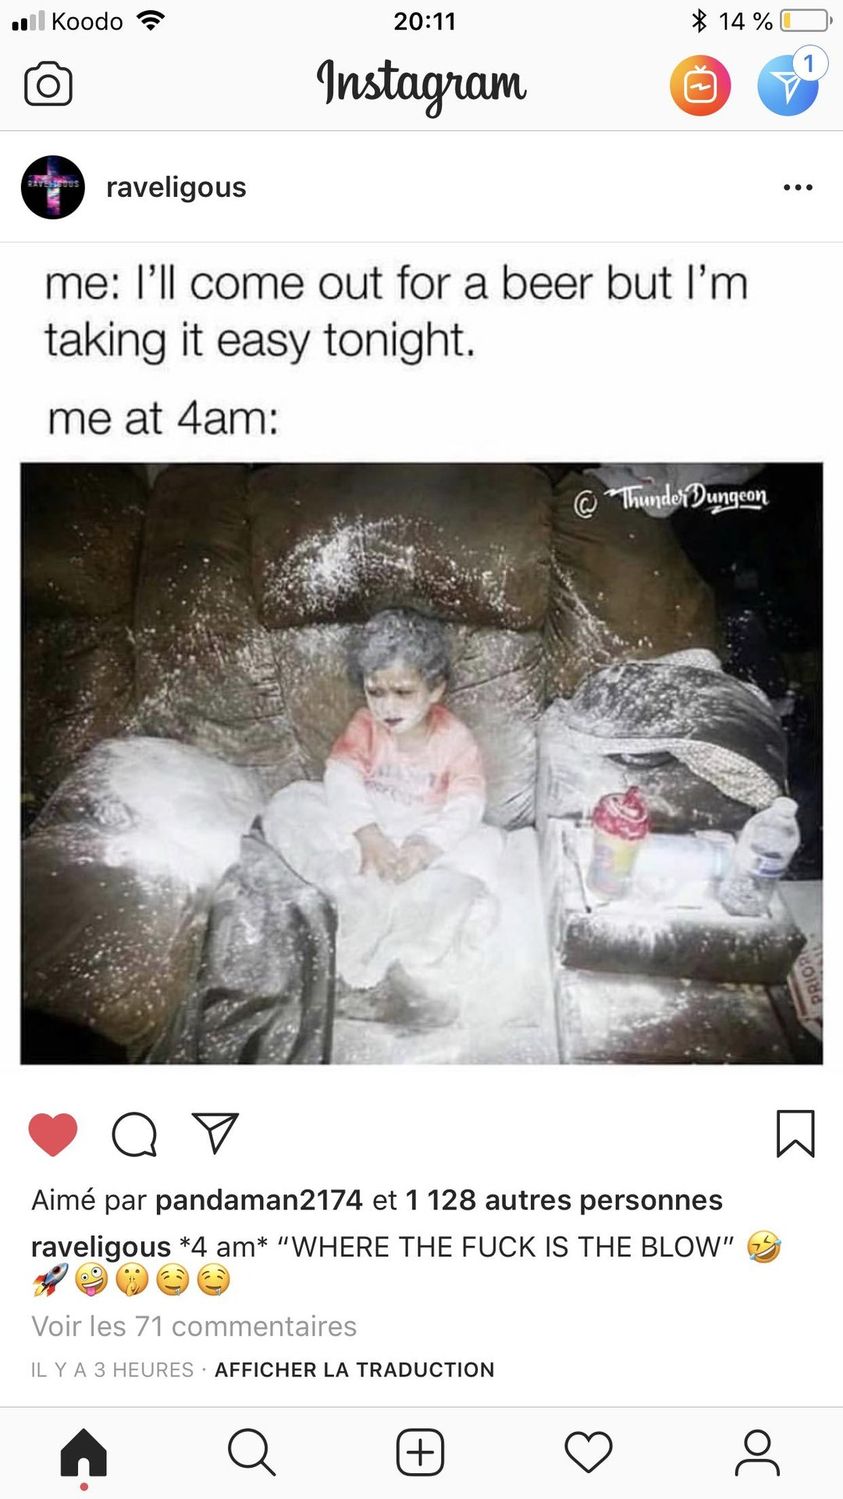 Koodo 20:11 14 %
Instagram
1
RAVELIGOUS
raveligous
me: I'll come out for a beer but I'm
taking it easy tonight.
me at 4am:
@ThunderDungeon
PRIORI
Aimé par pandaman2174 et 1 128 autres personnes
raveligous *4 am* “WHERE THE FUCK IS THE BLOW” 🤣
🚀🤪🤫🤤🤤
Voir les 71 commentaires
IL Y A 3 HEURES · AFFICHER LA TRADUCTION